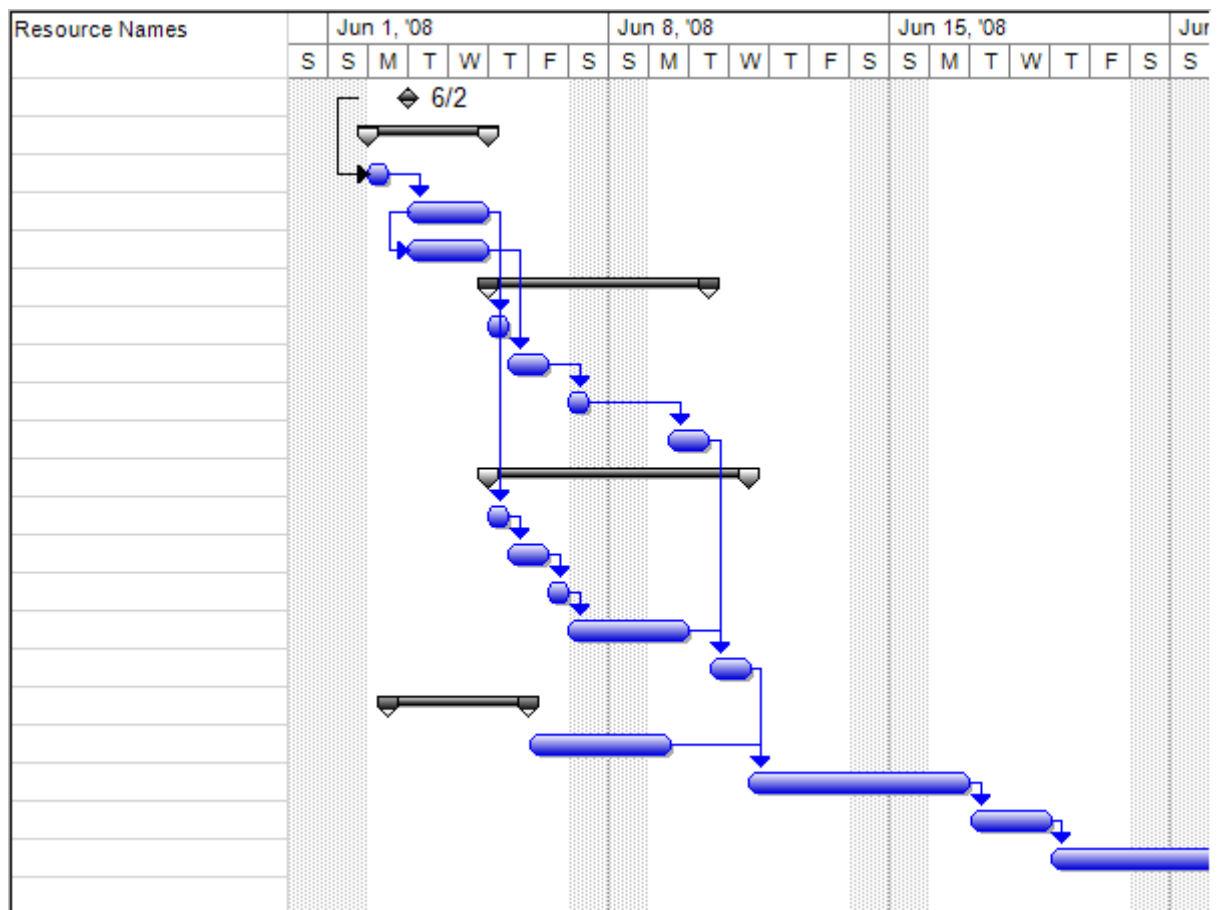 Resource Names
Jun 1, '08 Jun 8, '08 Jun 15, '08 Jur
S S M T W T F S S M T W T F S S M T W T F S S
6/2